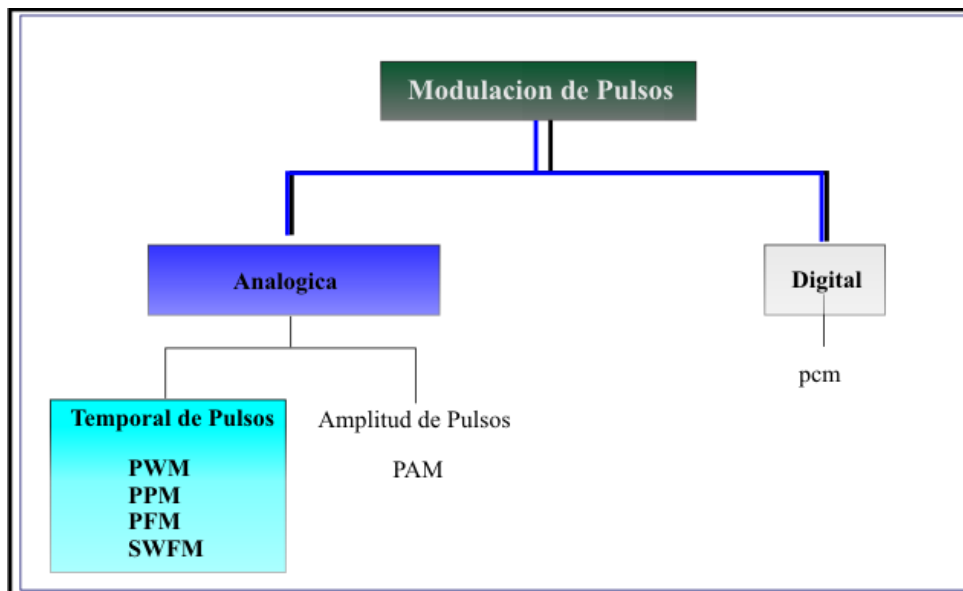 Modulacion de Pulsos
Analogica
Digital
pcm
Temporal de Pulsos
PWM
PPM
PFM
SWFM
Amplitud de Pulsos
PAM